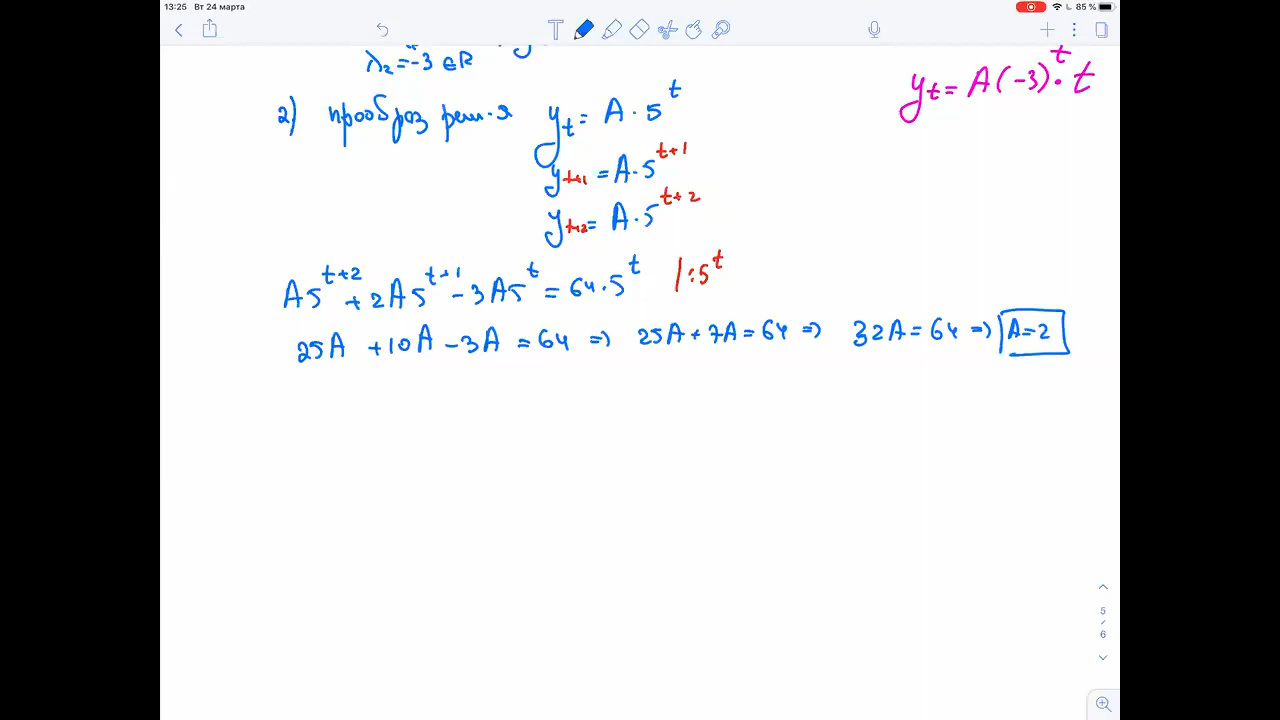 13:25 Вт 24 марта 85 %
λ₂ = -3 ∈ R
y_t = A(-3)^t · t
2) прообраз реш-я y_t = A · 5^t
y_{t+1} = A · 5^{t+1}
y_{t+2} = A · 5^{t+2}
A5^{t+2} + 2A5^{t+1} - 3A5^t = 64 · 5^t |:5^t
25A + 10A - 3A = 64 ⇒ 25A + 7A = 64 ⇒ 32A = 64 ⇒ A = 2
5
6